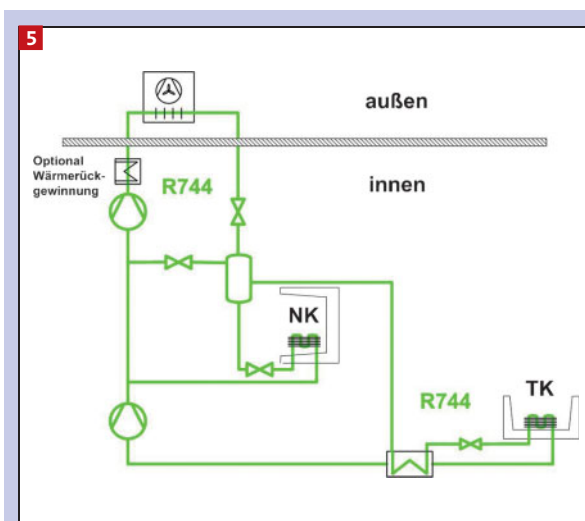 5
außen
Optional
Wärmerück-
gewinnung
R744
innen
NK
TK
R744